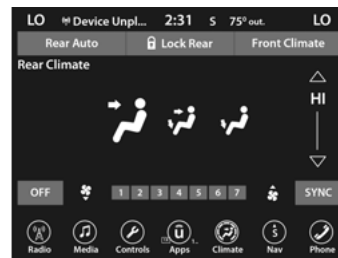 LO Device Unpl... 2:31 S 75º out. LO
Rear Auto Lock Rear Front Climate
Rear Climate
HI
OFF 1 2 3 4 5 6 7 SYNC
Radio Media Controls Apps Climate Nav Phone